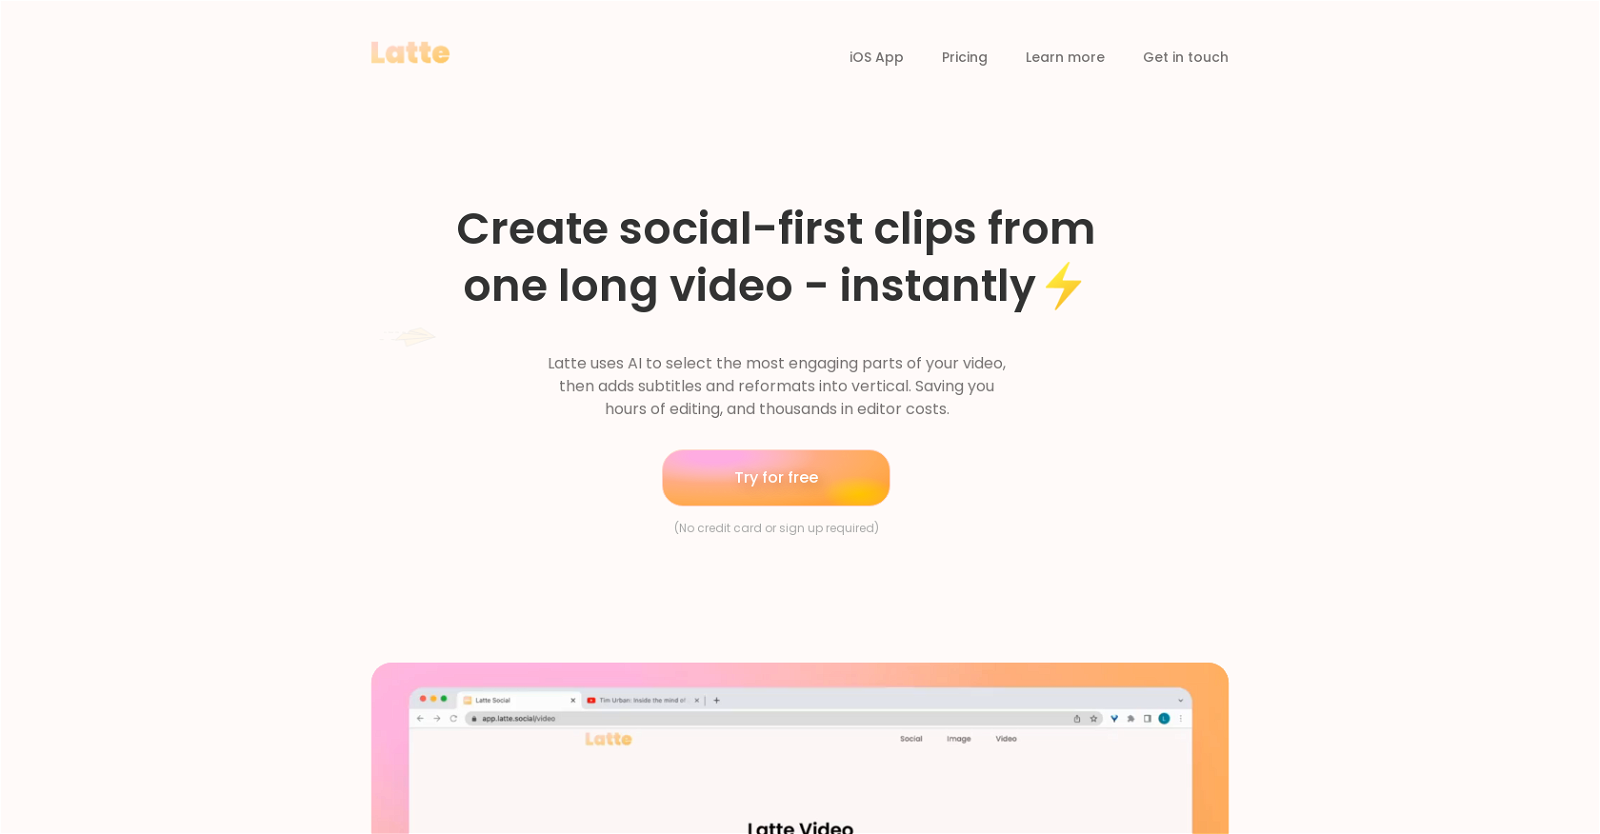 Latte
iOS App Pricing Learn more Get in touch
Create social-first clips from
one long video - instantly⚡
Latte uses AI to select the most engaging parts of your video,
then adds subtitles and reformats into vertical. Saving you
hours of editing, and thousands in editor costs.
Try for free
(No credit card or sign up required)
Latte Social
Tim Urban: Inside the mind of
app.latte.social/video
L
Latte
Social Image Video
Latte Video